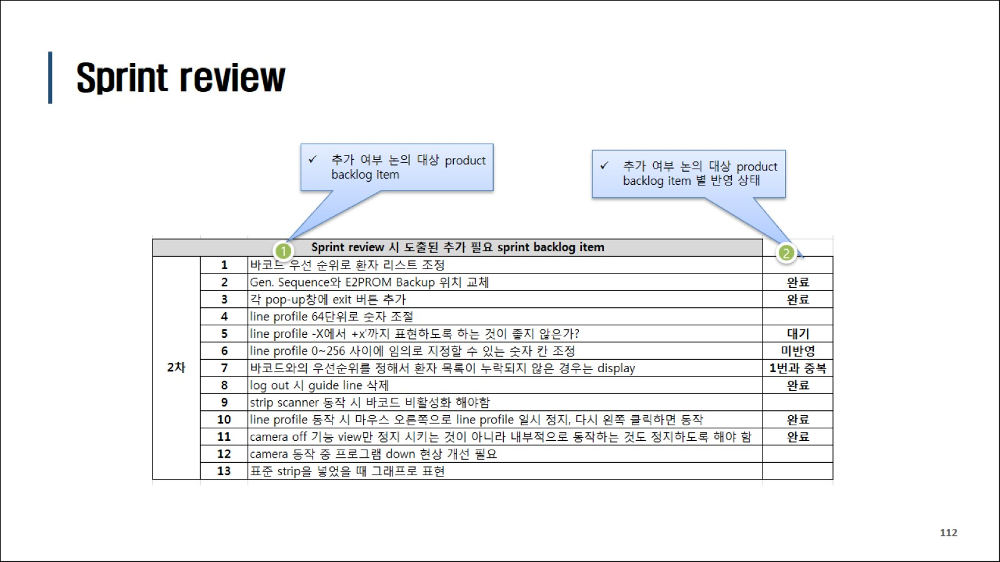 Sprint review
✓ 추가 여부 논의 대상 product
backlog item
✓ 추가 여부 논의 대상 product
backlog item 별 반영 상태
Sprint review 시 도출된 추가 필요 sprint backlog item
1
2
2차
1 바코드 우선 순위로 환자 리스트 조정
2 Gen. Sequence와 E2PROM Backup 위치 교체 완료
3 각 pop-up창에 exit 버튼 추가 완료
4 line profile 64단위로 숫자 조절
5 line profile -X에서 +x'까지 표현하도록 하는 것이 좋지 않은가? 대기
6 line profile 0~256 사이에 임의로 지정할 수 있는 숫자 칸 조정 미반영
7 바코드와의 우선순위를 정해서 환자 목록이 누락되지 않은 경우는 display 1번과 중복
8 log out 시 guide line 삭제 완료
9 strip scanner 동작 시 바코드 비활성화 해야함
10 line profile 동작 시 마우스 오른쪽으로 line profile 일시 정지, 다시 왼쪽 클릭하면 동작 완료
11 camera off 기능 view만 정지 시키는 것이 아니라 내부적으로 동작하는 것도 정지하도록 해야 함 완료
12 camera 동작 중 프로그램 down 현상 개선 필요
13 표준 strip을 넣었을 때 그래프로 표현
112